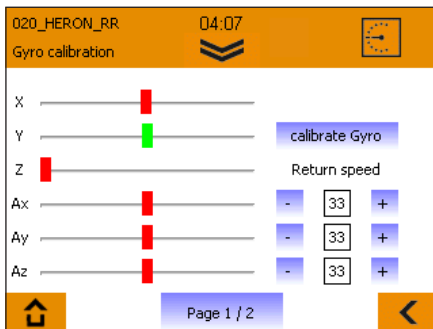 020_HERON_RR 04:07
Gyro calibration
X
Y calibrate Gyro
Z Return speed
Ax - 33 +
Ay - 33 +
Az - 33 +
Page 1 / 2